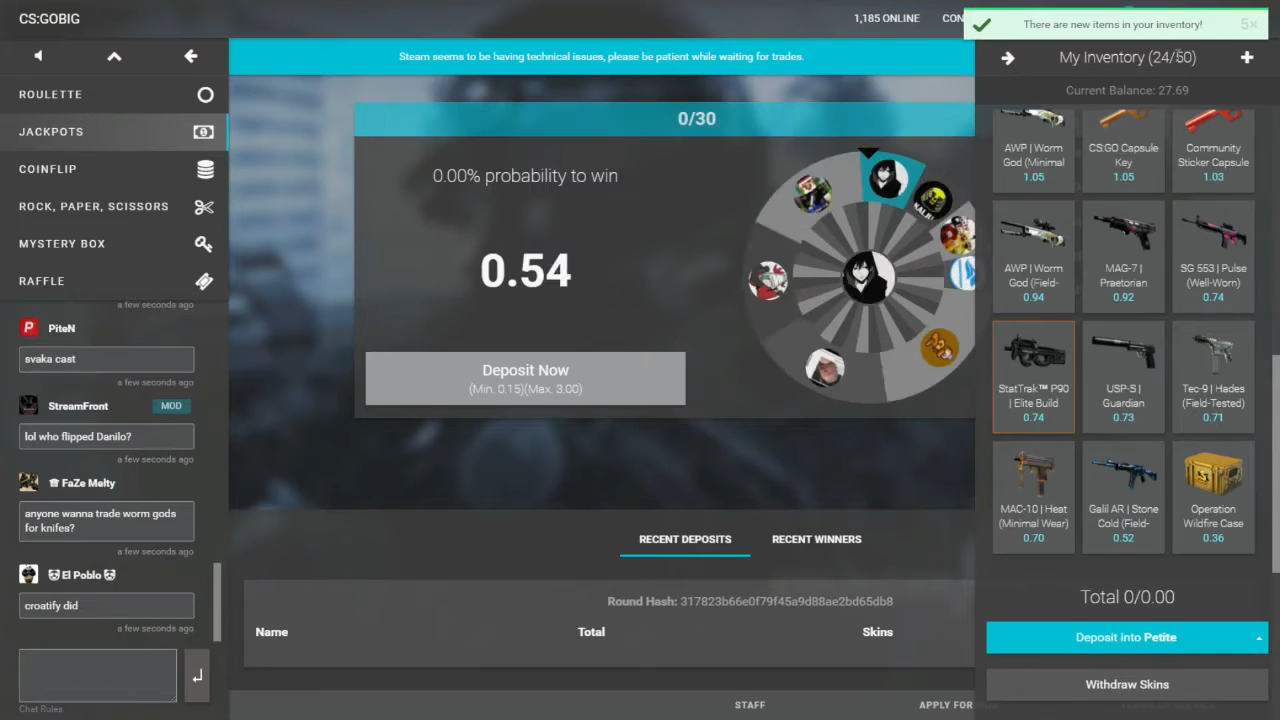 CS:GOBIG
1,185 ONLINE
There are new items in your inventory!
5×
Steam seems to be having technical issues, please be patient while waiting for trades.
ROULETTE
JACKPOTS
COINFLIP
ROCK, PAPER, SCISSORS
MYSTERY BOX
RAFFLE
a few seconds ago
P
PiteN
svaka cast
a few seconds ago
StreamFront
MOD
lol who flipped Danilo?
a few seconds ago
FaZe Melty
anyone wanna trade worm gods
for knifes?
a few seconds ago
El Poblo
croatify did
a few seconds ago
Chat Rules
0/30
0.00% probability to win
0.54
Deposit Now
(Min. 0.15)(Max. 3.00)
RECENT DEPOSITS
RECENT WINNERS
Round Hash: 317823b66e0f79f45a9d88ae2bd65db8
Name
Total
Skins
STAFF
APPLY FOR
My Inventory (24/50)
Current Balance: 27.69
AWP | Worm
God (Minimal
1.05
CS:GO Capsule
Key
1.05
Community
Sticker Capsule
1.03
AWP | Worm
God (Field-
0.94
MAG-7 |
Praetorian
0.92
SG 553 | Pulse
(Well-Worn)
0.74
StatTrak™ P90
| Elite Build
0.74
USP-S |
Guardian
0.73
Tec-9 | Hades
(Field-Tested)
0.71
MAC-10 | Heat
(Minimal Wear)
0.70
Galil AR | Stone
Cold (Field-
0.52
Operation
Wildfire Case
0.36
Total 0/0.00
Deposit into Petite
Withdraw Skins